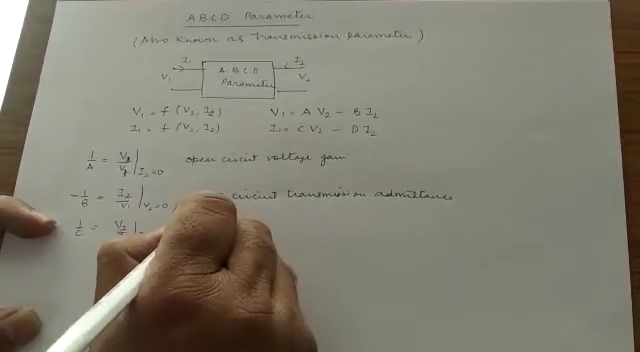 ABCD Parameter
(Also known as transmission parameter)
I₁ I₂
V₁ A B C D V₂
Parameter
V₁ = f (V₂, I₂) V₁ = A V₂ - B I₂
I₁ = f (V₂, I₂) I₁ = C V₂ - D I₂
1/A = V₂/V₁ | I₂=0 open circuit voltage gain
-1/B = I₂/V₁ | V₂=0 circuit transmission admittance
1/C = V₂/